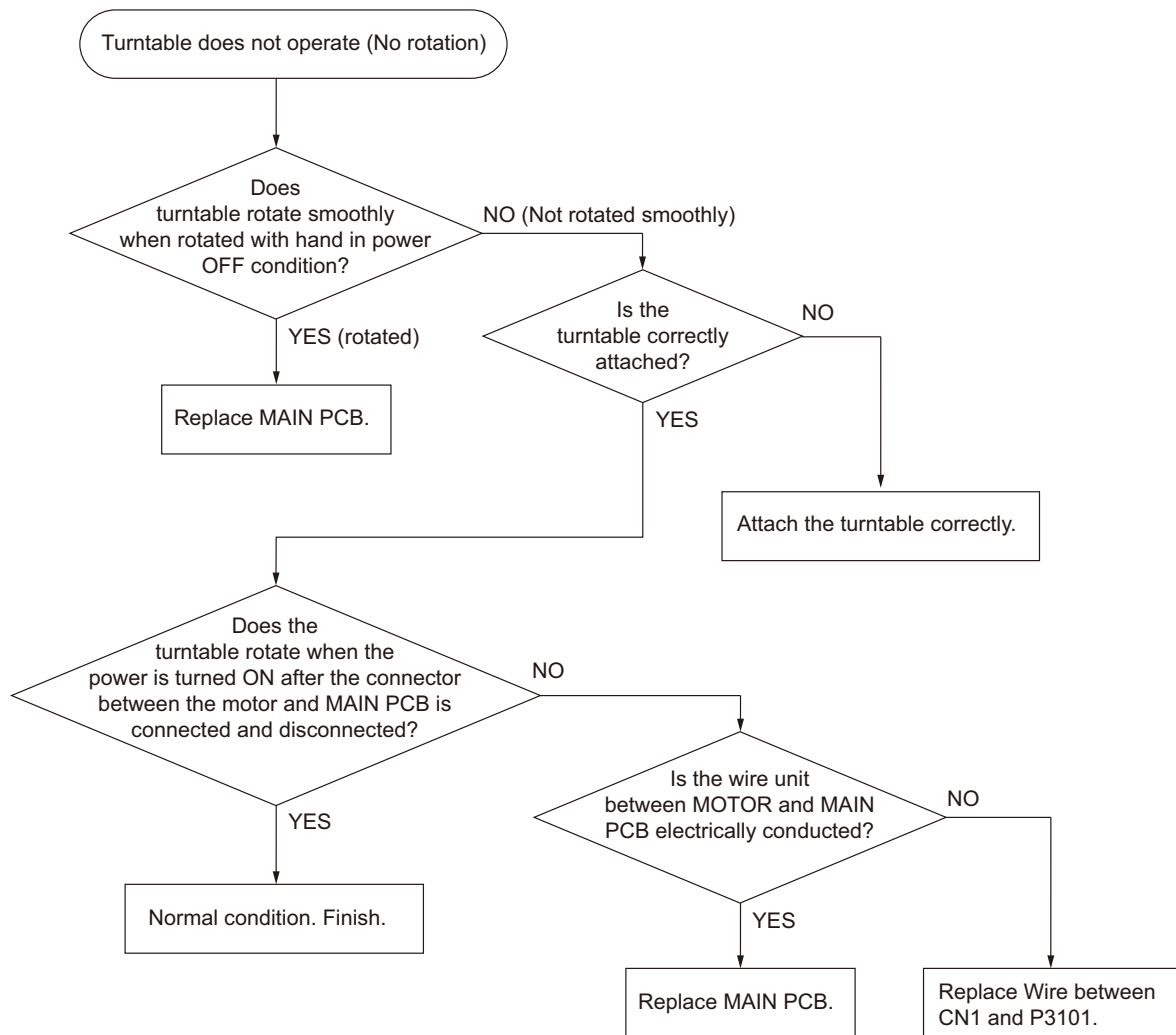 Turntable does not operate (No rotation)
Does
turntable rotate smoothly
when rotated with hand in power
OFF condition?
NO (Not rotated smoothly)
YES (rotated)
Replace MAIN PCB.
Is the
turntable correctly
attached?
NO
YES
Attach the turntable correctly.
Does the
turntable rotate when the
power is turned ON after the connector
between the motor and MAIN PCB is
connected and disconnected?
NO
YES
Normal condition. Finish.
Is the wire unit
between MOTOR and MAIN
PCB electrically conducted?
NO
YES
Replace MAIN PCB.
Replace Wire between
CN1 and P3101.